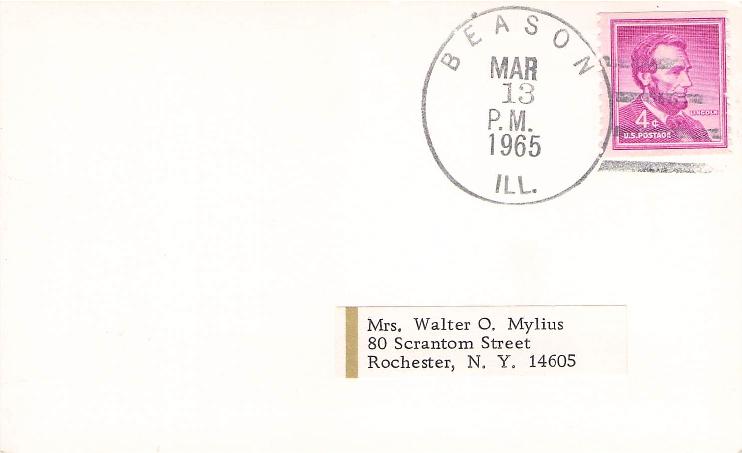 BEASON
MAR
13
P.M.
1965
ILL.
LINCOLN
4¢
U.S. POSTAGE
Mrs. Walter O. Mylius
80 Scrantom Street
Rochester, N. Y. 14605